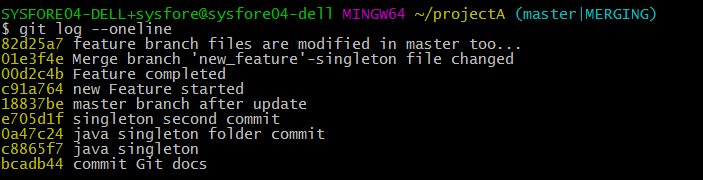 SYSFORE04-DELL+sysfore@sysfore04-dell MINGW64 ~/projectA (master|MERGING)
$ git log --oneline
82d25a7 feature branch files are modified in master too...
01e3f4e Merge branch 'new_feature'-singleton file changed
00d2c4b Feature completed
c91a764 new Feature started
18837be master branch after update
e705d1f singleton second commit
0a47c24 java singleton folder commit
c8865f7 java singleton
bcadb44 commit Git docs